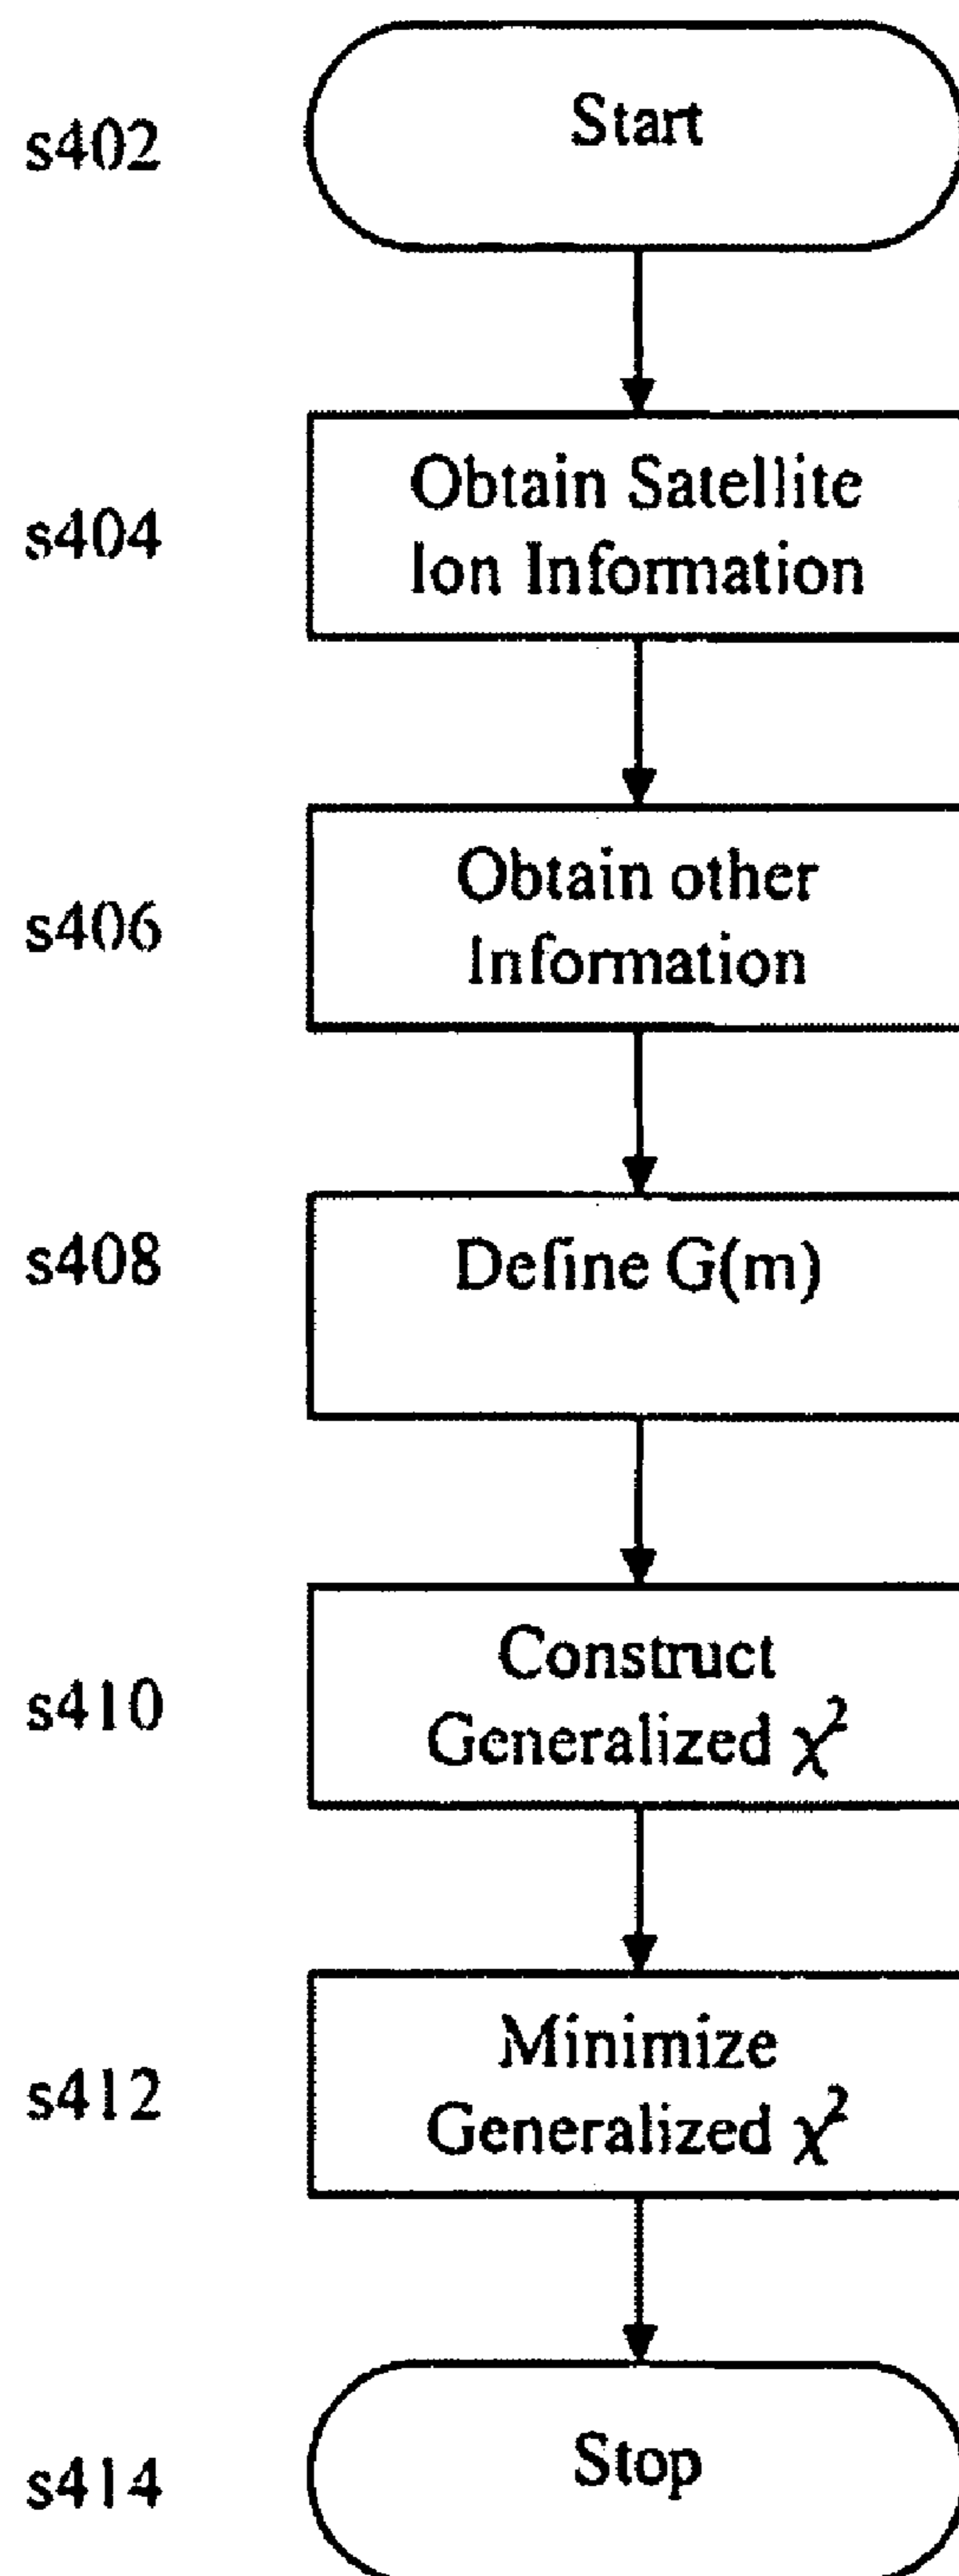 s402
Start
s404
Obtain Satellite
Ion Information
s406
Obtain other
Information
s408
Define G(m)
s410
Construct
Generalized χ²
s412
Minimize
Generalized χ²
s414
Stop